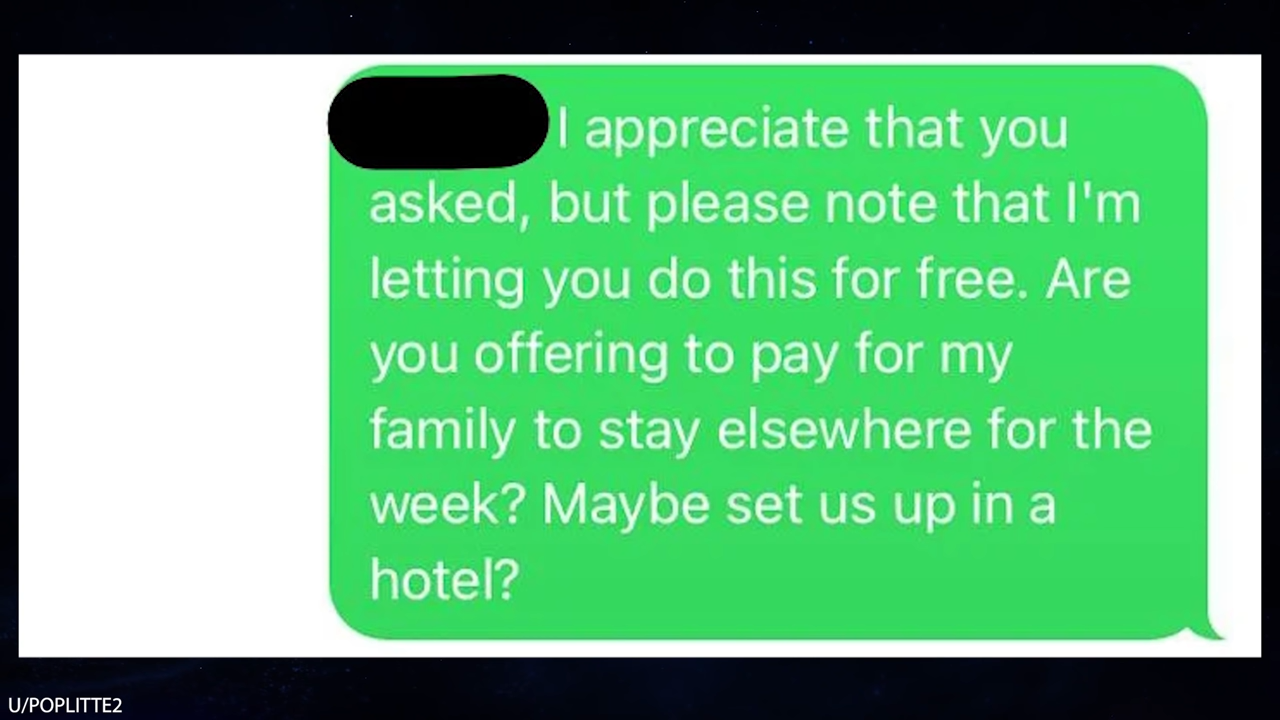 I appreciate that you
asked, but please note that I'm
letting you do this for free. Are
you offering to pay for my
family to stay elsewhere for the
week? Maybe set us up in a
hotel?
U/POPLITTE2